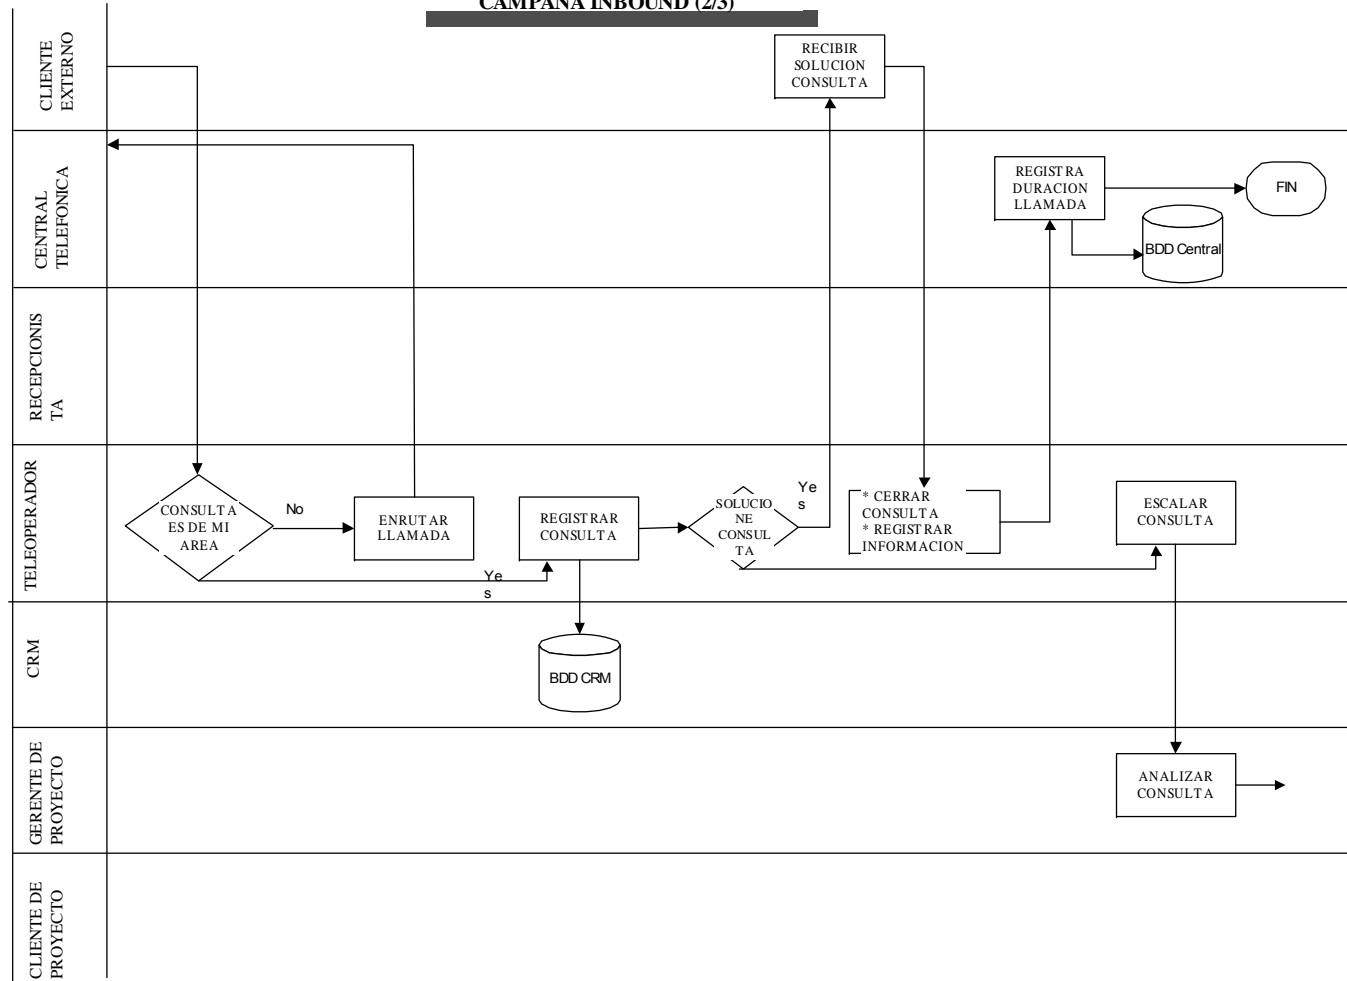 CAMPAÑA INBOUND (2/3)
CLIENTE
EXTERNO
RECIBIR
SOLUCION
CONSULTA
CENTRAL
TELEFONICA
REGISTRA
DURACION
LLAMADA
FIN
BDD Central
RECEPCIONIS
TA
TELEOPERADOR
CONSULTA
ES DE MI
AREA
No
ENRUTAR
LLAMADA
Ye
s
REGISTRAR
CONSULTA
SOLUCIO
NE
CONSUL
TA
Ye
s
* CERRAR
CONSULTA
* REGISTRAR
INFORMACION
ESCALAR
CONSULTA
CRM
BDD CRM
GERENTE DE
PROYECTO
ANALIZAR
CONSULTA
CLIENTE DE
PROYECTO